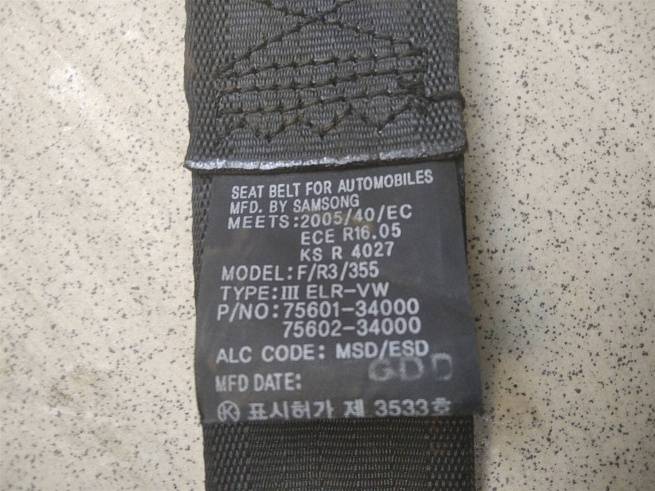 SEAT BELT FOR AUTOMOBILES
MFD. BY SAMSONG
MEETS:2005/40/EC
ECE R16.05
KS R 4027
MODEL:F/R3/355
TYPE:III ELR-VW
P/NO:75601-34000
75602-34000
ALC CODE: MSD/ESD
MFD DATE: GDD
Ⓚ 표시허가 제 3533호